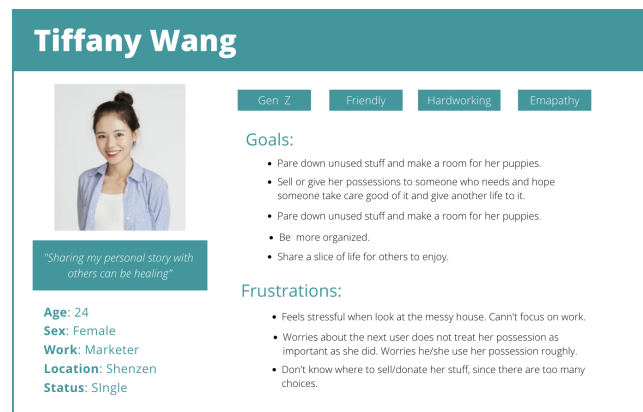 Tiffany Wang
Gen Z
Friendly
Hardworking
Emapathy
Goals:
Pare down unused stuff and make a room for her puppies.
Sell or give her possessions to someone who needs and hope
someone take care good of it and give another life to it.
Pare down unused stuff and make a room for her puppies.
Be more organized.
Share a slice of life for others to enjoy.
"Sharing my personal story with
others can be healing"
Age: 24
Sex: Female
Work: Marketer
Location: Shenzen
Status: SIngle
Frustrations:
Feels stressful when look at the messy house. Cann't focus on work.
Worries about the next user does not treat her possession as
important as she did. Worries he/she use her possession roughly.
Don't know where to sell/donate her stuff, since there are too many
choices.